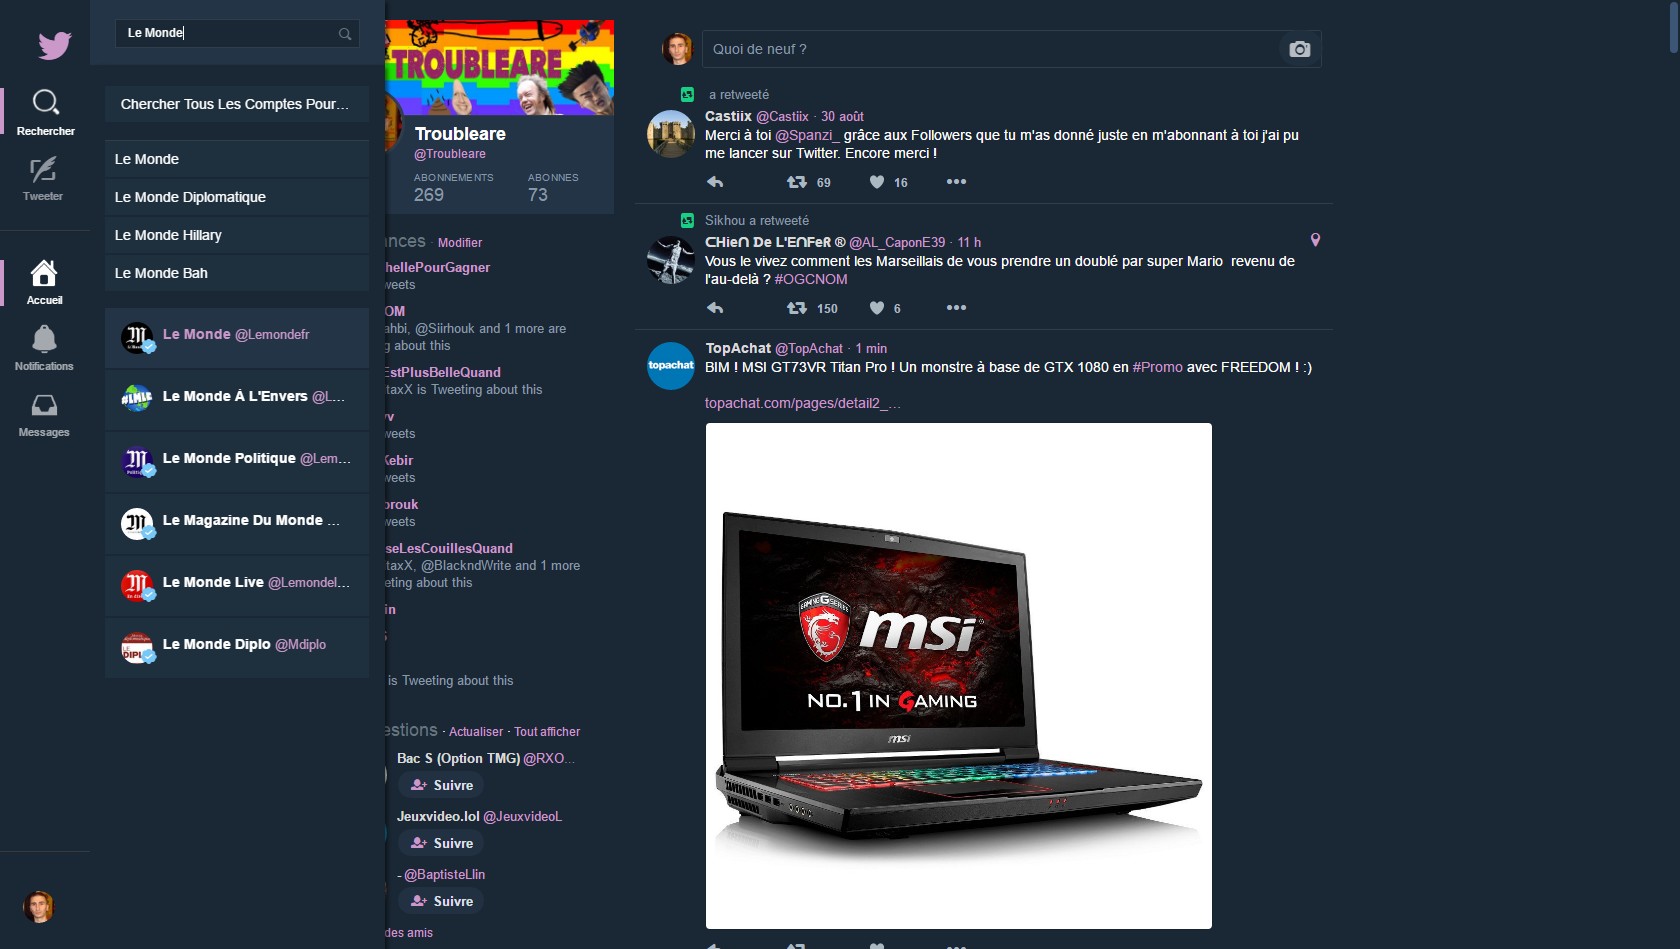 Le Monde
Rechercher
Tweeter
Accueil
Notifications
Messages
Chercher Tous Les Comptes Pour...
Le Monde
Le Monde Diplomatique
Le Monde Hillary
Le Monde Bah
Le Monde @Lemondefr
Le Monde À L'Envers @L...
Le Monde Politique @Lem...
Le Magazine Du Monde ...
Le Monde Live @Lemondel...
Le Monde Diplo @Mdiplo
TROUBLEARE
Troubleare
@Troubleare
ABONNEMENTS
269
ABONNES
73
ances · Modifier
hellePourGagner
weets
OM
ahbi, @Siirhouk and 1 more are
g about this
EstPlusBelleQuand
taxX is Tweeting about this
weets
Kebir
weets
brouk
weets
seLesCouillesQuand
taxX, @BlackndWrite and 1 more
eting about this
in
is Tweeting about this
estions · Actualiser · Tout afficher
Bac S (Option TMG) @RXO...
Suivre
Jeuxvideo.lol @JeuxvideoL
Suivre
- @BaptisteLlin
Suivre
des amis
Quoi de neuf ?
a retweeté
Castiix @Castiix · 30 août
Merci à toi @Spanzi_ grâce aux Followers que tu m'as donné juste en m'abonnant à toi j'ai pu
me lancer sur Twitter. Encore merci !
69
16
Sikhou a retweeté
ᑕHieᑎ De L'EᑎFeR ® @AL_CaponE39 · 11 h
Vous le vivez comment les Marseillais de vous prendre un doublé par super Mario revenu de
l'au-delà ? #OGCNOM
150
6
topachat
TopAchat @TopAchat · 1 min
BIM ! MSI GT73VR Titan Pro ! Un monstre à base de GTX 1080 en #Promo avec FREEDOM ! :)
topachat.com/pages/detail2_...
GAMING G SERIES
msi
NO.1 IN GAMING
msi